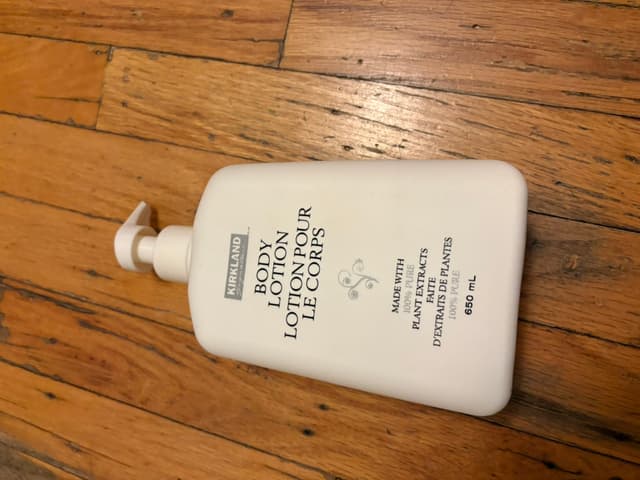 KIRKLAND
BODY
LOTION
LOTION POUR
LE CORPS
MADE WITH
100% PURE
PLANT EXTRACTS
FAITE
D'EXTRAITS DE PLANTES
100% PURE
650 mL